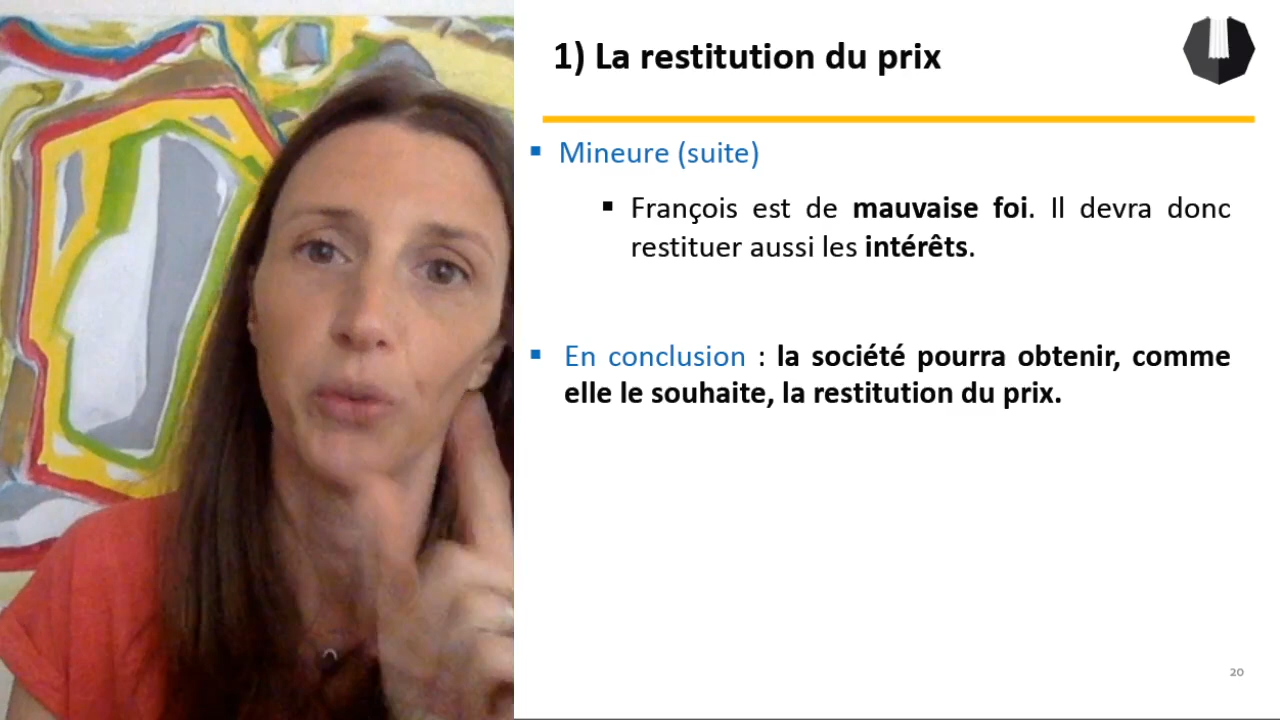 1) La restitution du prix
▪ Mineure (suite)
▪ François est de mauvaise foi. Il devra donc
restituer aussi les intérêts.
▪ En conclusion : la société pourra obtenir, comme
elle le souhaite, la restitution du prix.
20